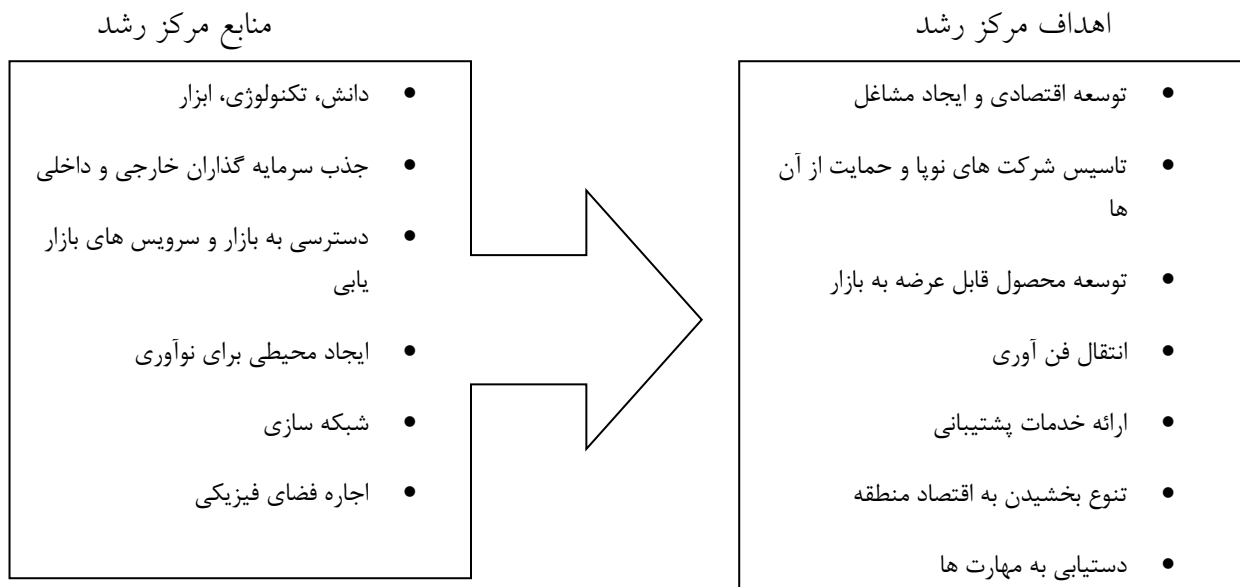 اهداف مرکز رشد
• توسعه اقتصادی و ایجاد مشاغل
• تاسیس شرکت های نوپا و حمایت از آن
ها
• توسعه محصول قابل عرضه به بازار
• انتقال فن آوری
• ارائه خدمات پشتیبانی
• تنوع بخشیدن به اقتصاد منطقه
• دستیابی به مهارت ها
منابع مرکز رشد
• دانش، تکنولوژی، ابزار
• جذب سرمایه گذاران خارجی و داخلی
• دسترسی به بازار و سرویس های بازار
یابی
• ایجاد محیطی برای نوآوری
• شبکه سازی
• اجاره فضای فیزیکی